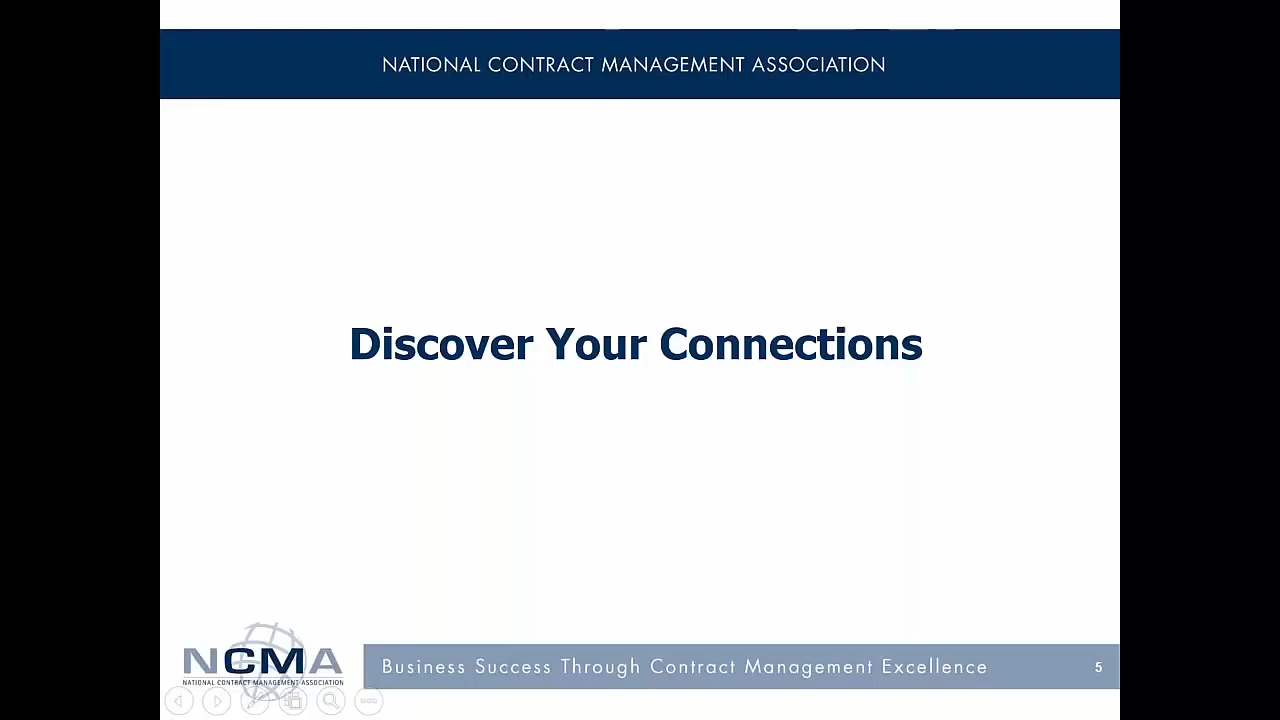 NATIONAL CONTRACT MANAGEMENT ASSOCIATION
Discover Your Connections
NCMA
NATIONAL CONTRACT MANAGEMENT ASSOCIATION
Business Success Through Contract Management Excellence
5